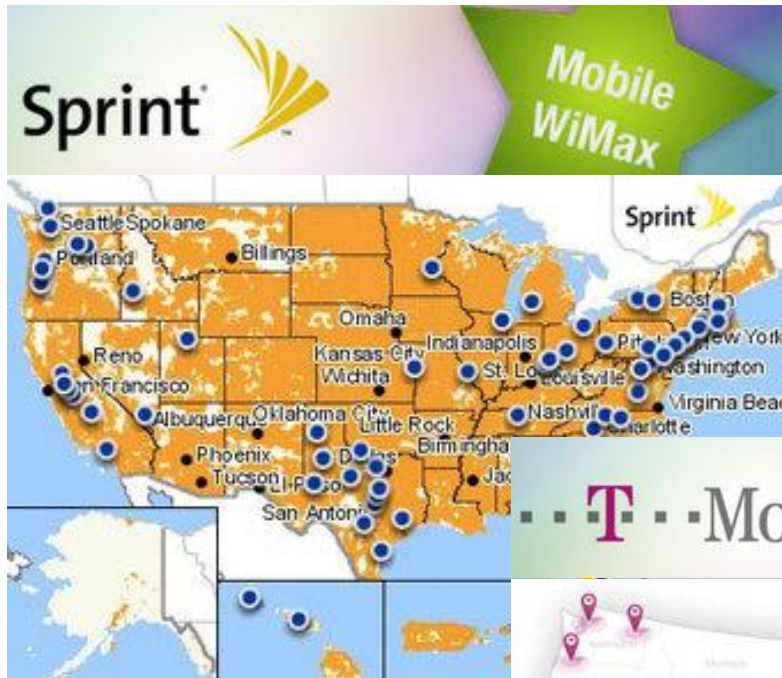 Sprint
Mobile
WiMax
Sprint
Seattle Spokane
Portland
Billings
Boston
Omaha
Indianapolis
New York
Reno
Kansas City
St. Lo
Washington
San Francisco
Wichita
Louisville
Virginia Beac
Albuquerque
Oklahoma City
Nashvill
Charlotte
Little Rock
Phoenix
Dallas
Birmingha
Tucson
El Paso
Jac
San Antoni
T Mo